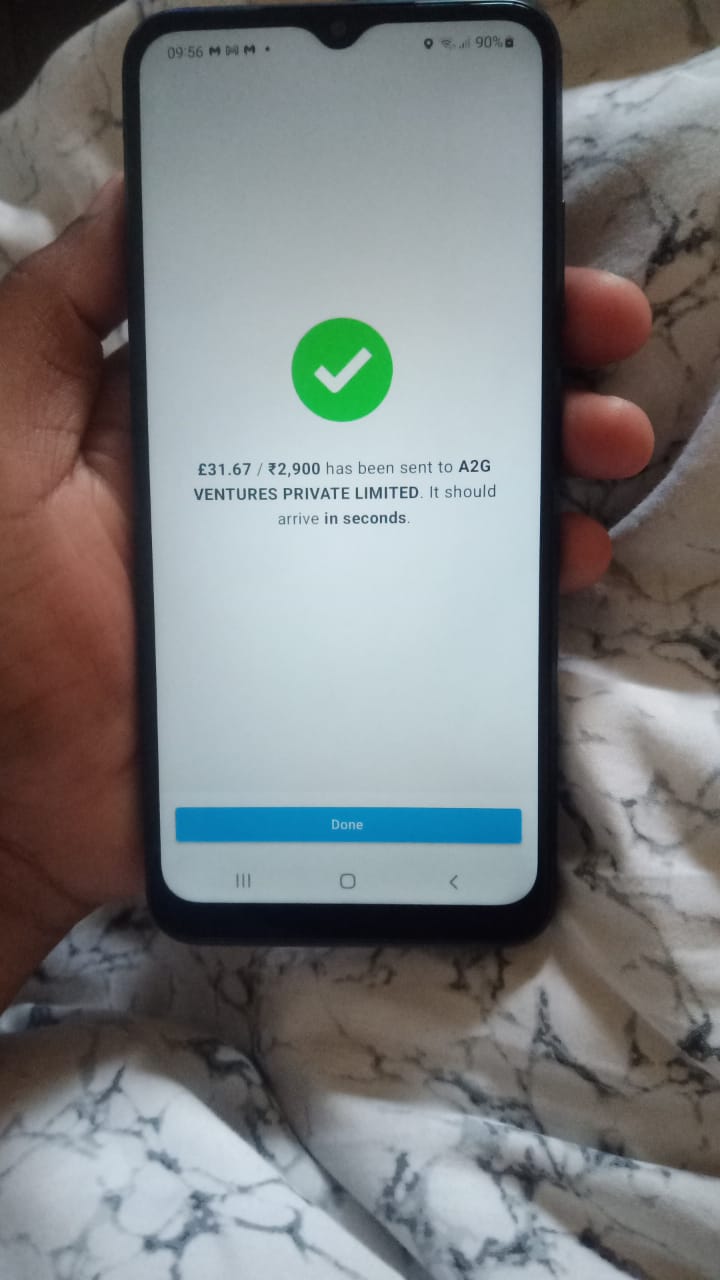 09:56
90%
£31.67 / ₹2,900 has been sent to A2G
VENTURES PRIVATE LIMITED. It should
arrive in seconds.
Done